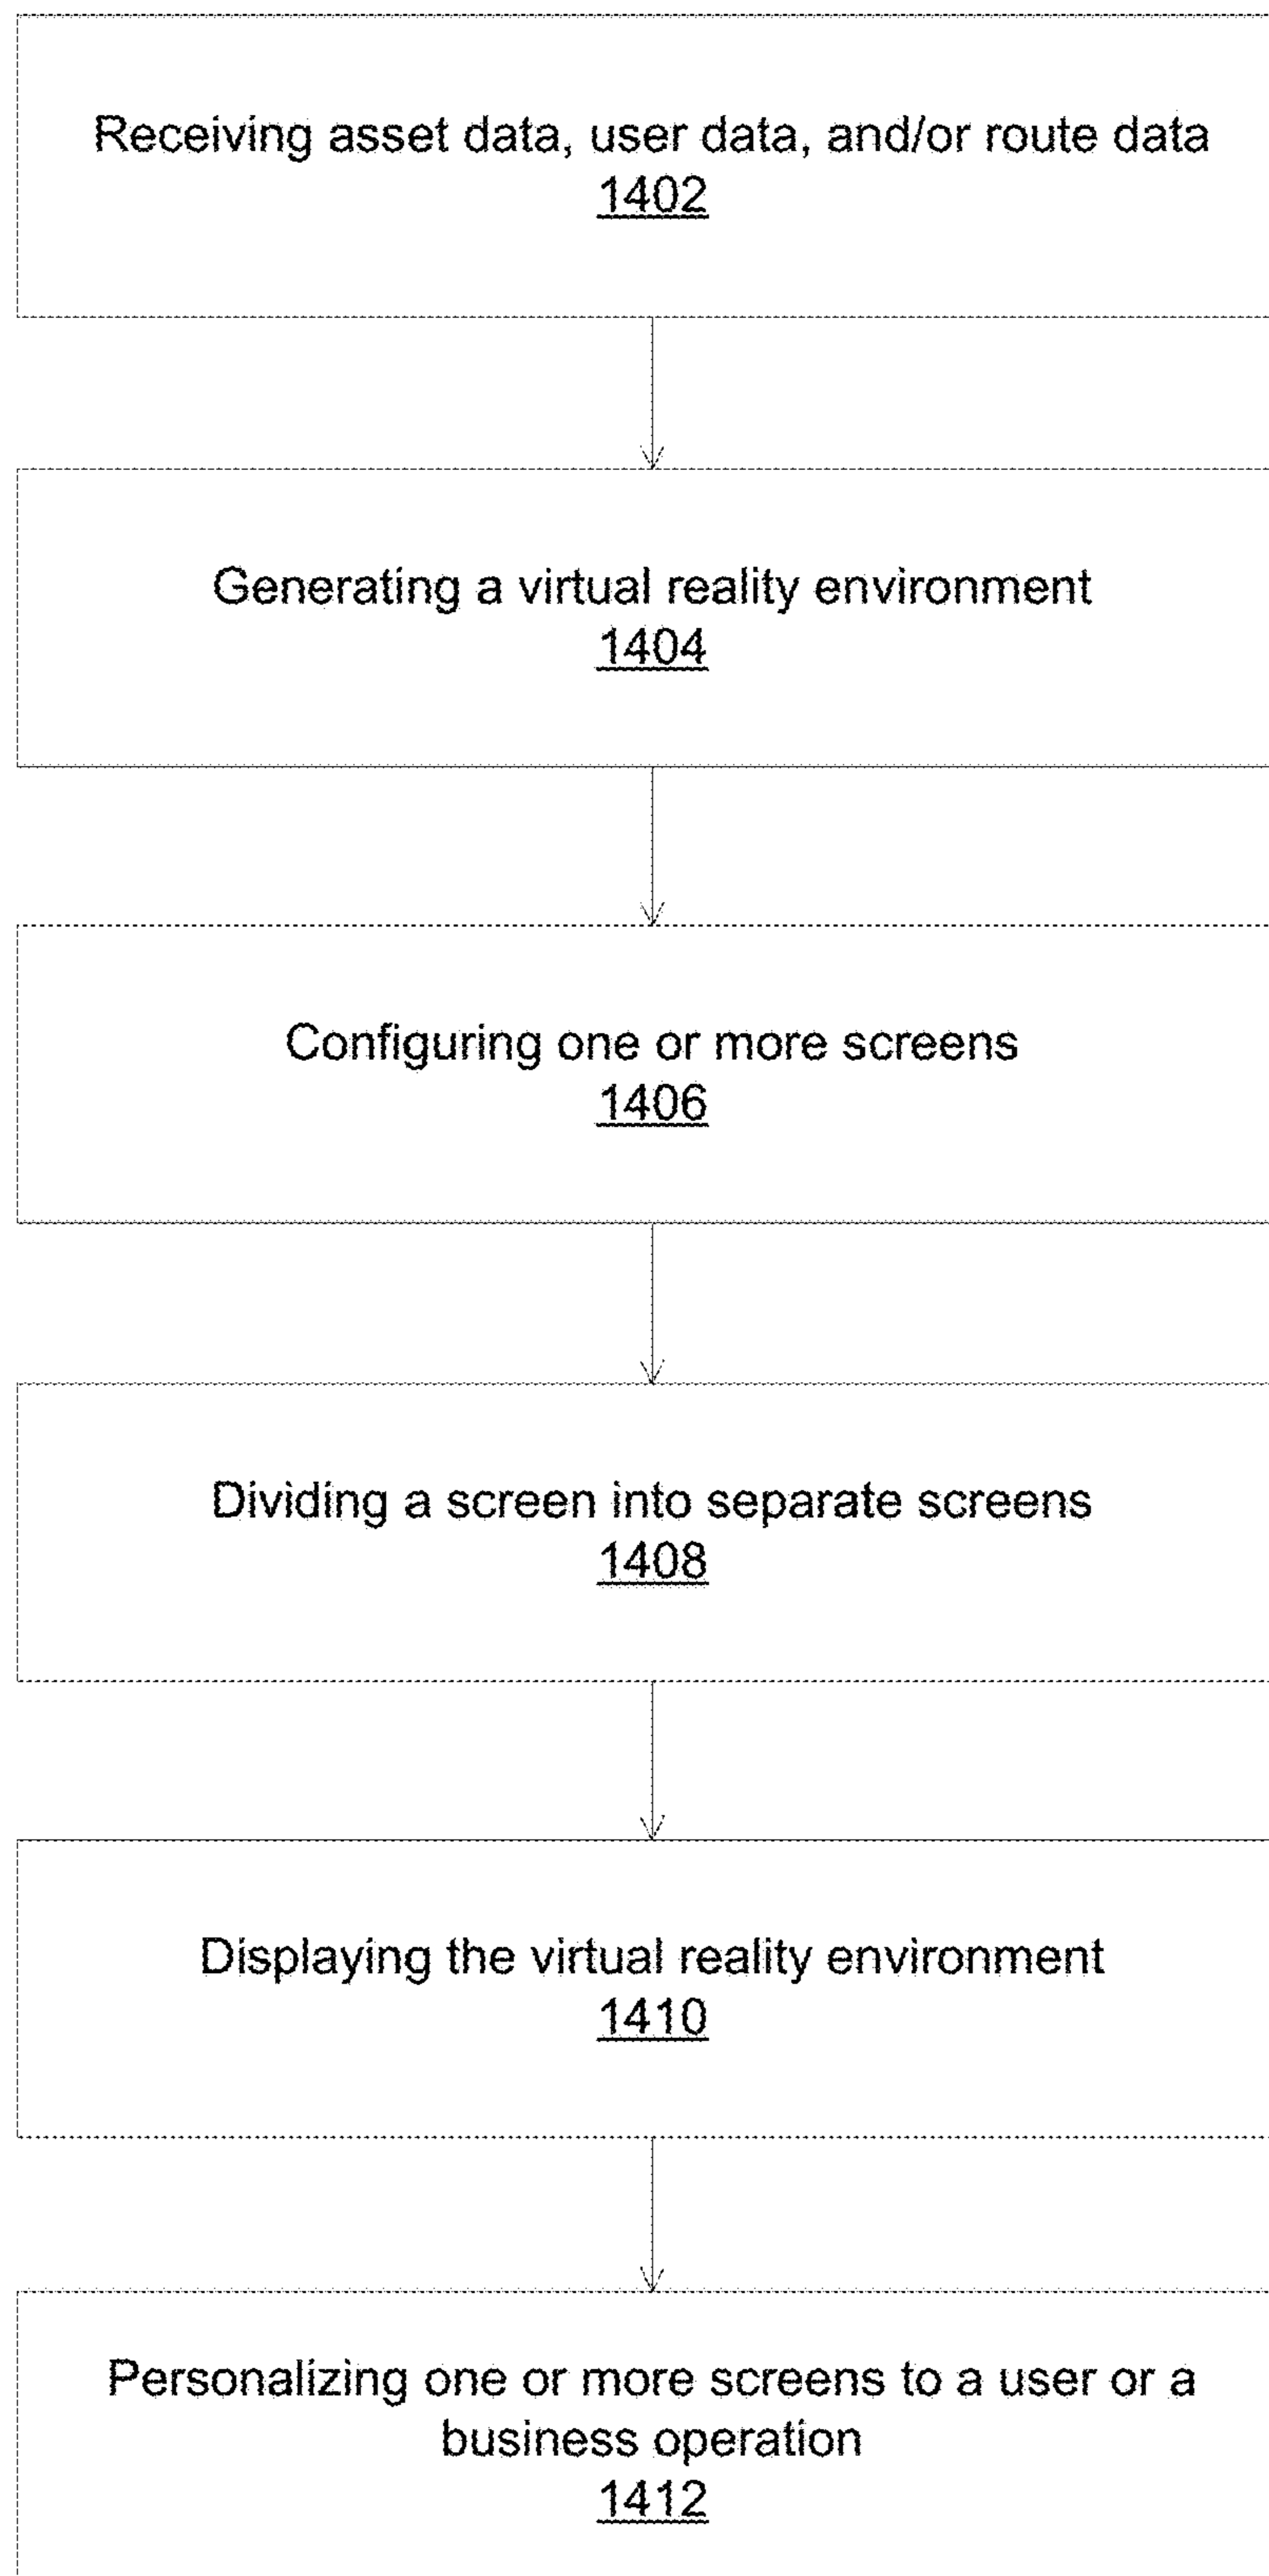 Receiving asset data, user data, and/or route data
1402
Generating a virtual reality environment
1404
Configuring one or more screens
1406
Dividing a screen into separate screens
1408
Displaying the virtual reality environment
1410
Personalizing one or more screens to a user or a
business operation
1412